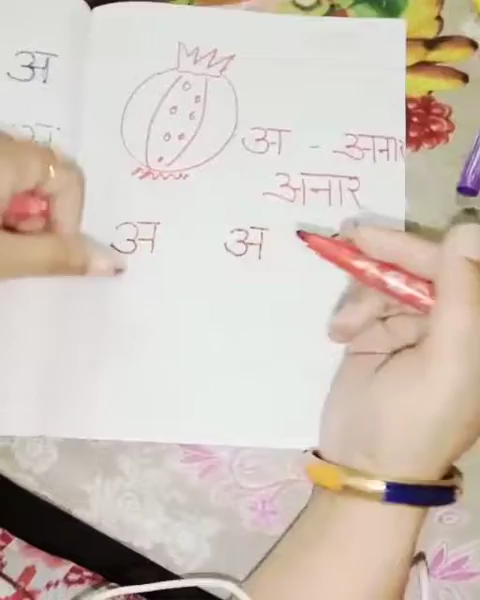 अ
अ
अ - अनार
अनार
अ अ